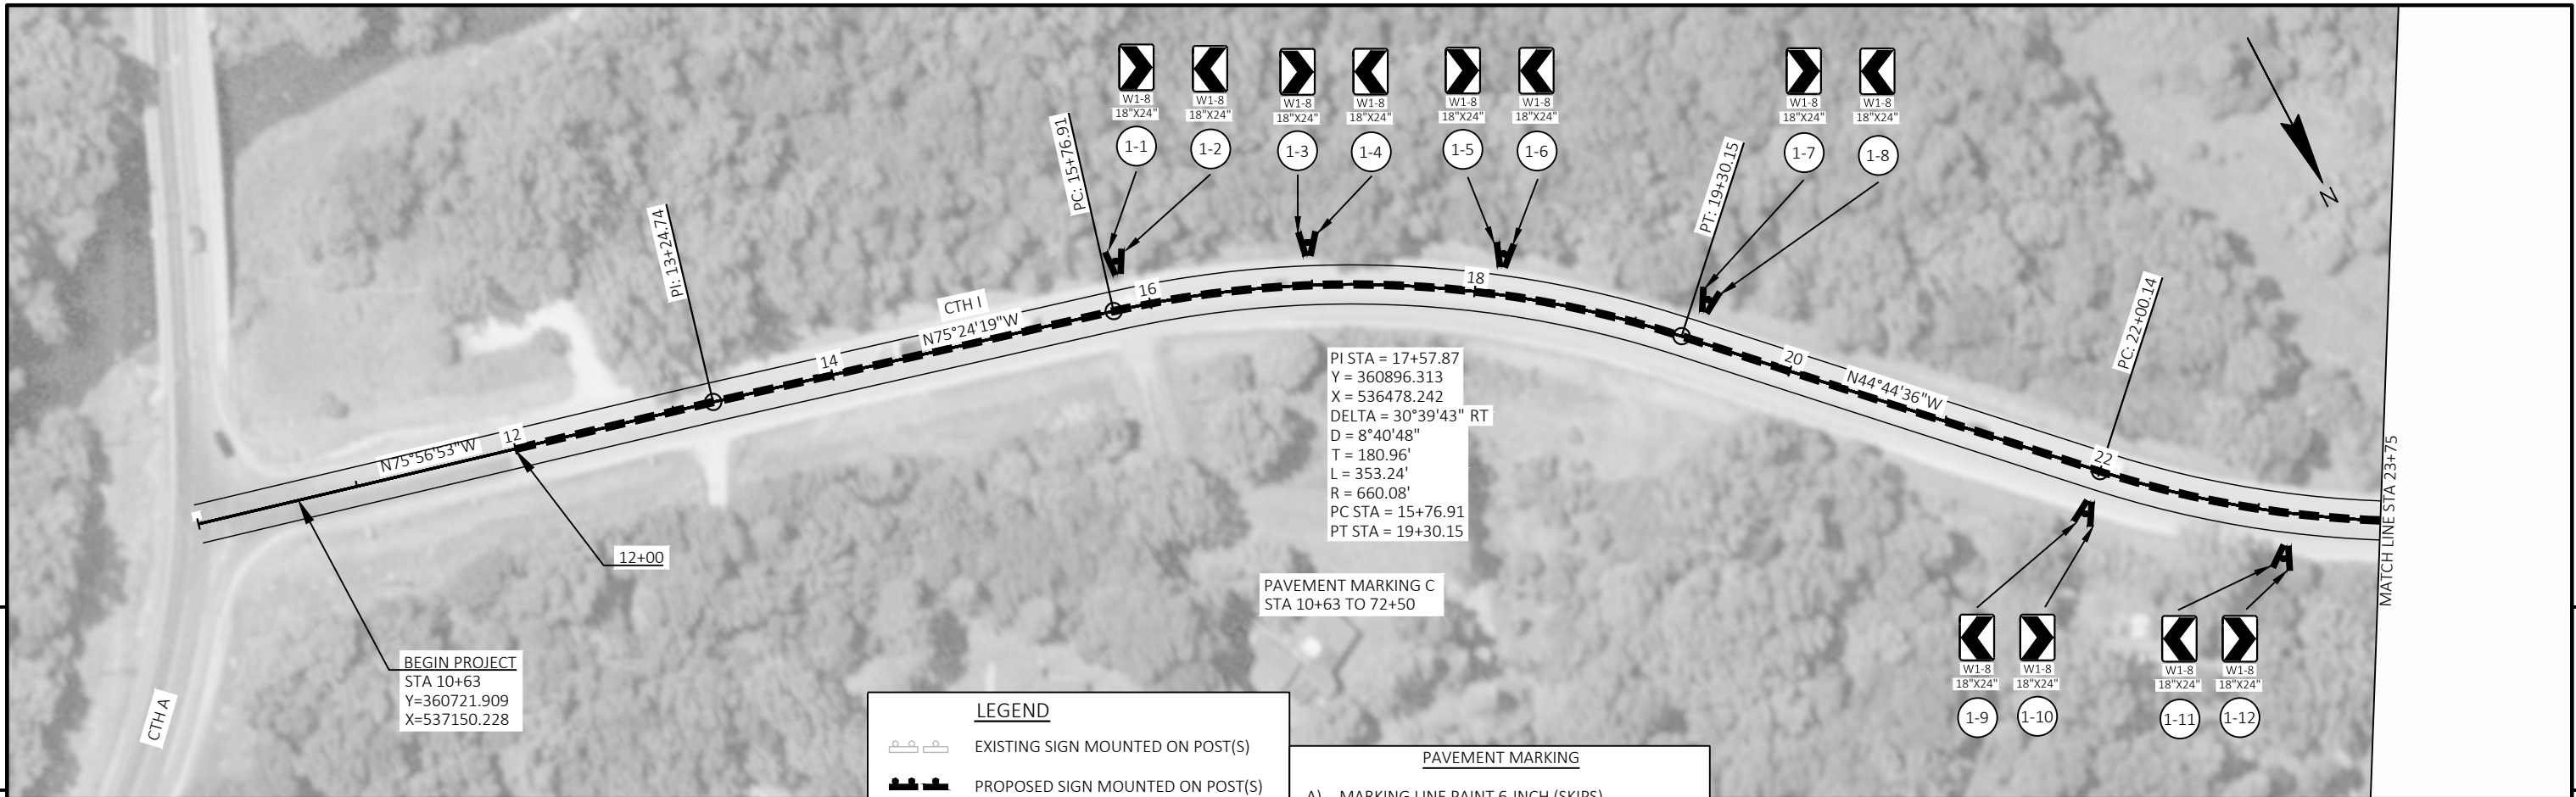 W1-8
18"X24"
1-1
W1-8
18"X24"
1-2
W1-8
18"X24"
1-3
W1-8
18"X24"
1-4
W1-8
18"X24"
1-5
W1-8
18"X24"
1-6
W1-8
18"X24"
1-7
W1-8
18"X24"
1-8
N
PI: 13+24.74
PC: 15+76.91
PT: 19+30.15
PC: 22+00.14
CTH I
N75°56'53"W
12
14
N75°24'19"W
16
18
20
N44°44'36"W
22
MATCH LINE STA 23+75
PI STA = 17+57.87
Y = 360896.313
X = 536478.242
DELTA = 30°39'43" RT
D = 8°40'48"
T = 180.96'
L = 353.24'
R = 660.08'
PC STA = 15+76.91
PT STA = 19+30.15
12+00
PAVEMENT MARKING C
STA 10+63 TO 72+50
BEGIN PROJECT
STA 10+63
Y=360721.909
X=537150.228
CTH A
W1-8
18"X24"
1-9
W1-8
18"X24"
1-10
W1-8
18"X24"
1-11
W1-8
18"X24"
1-12
LEGEND
EXISTING SIGN MOUNTED ON POST(S)
PROPOSED SIGN MOUNTED ON POST(S)
PAVEMENT MARKING
A) MARKING LINE PAINT 6-INCH (SKIPS)